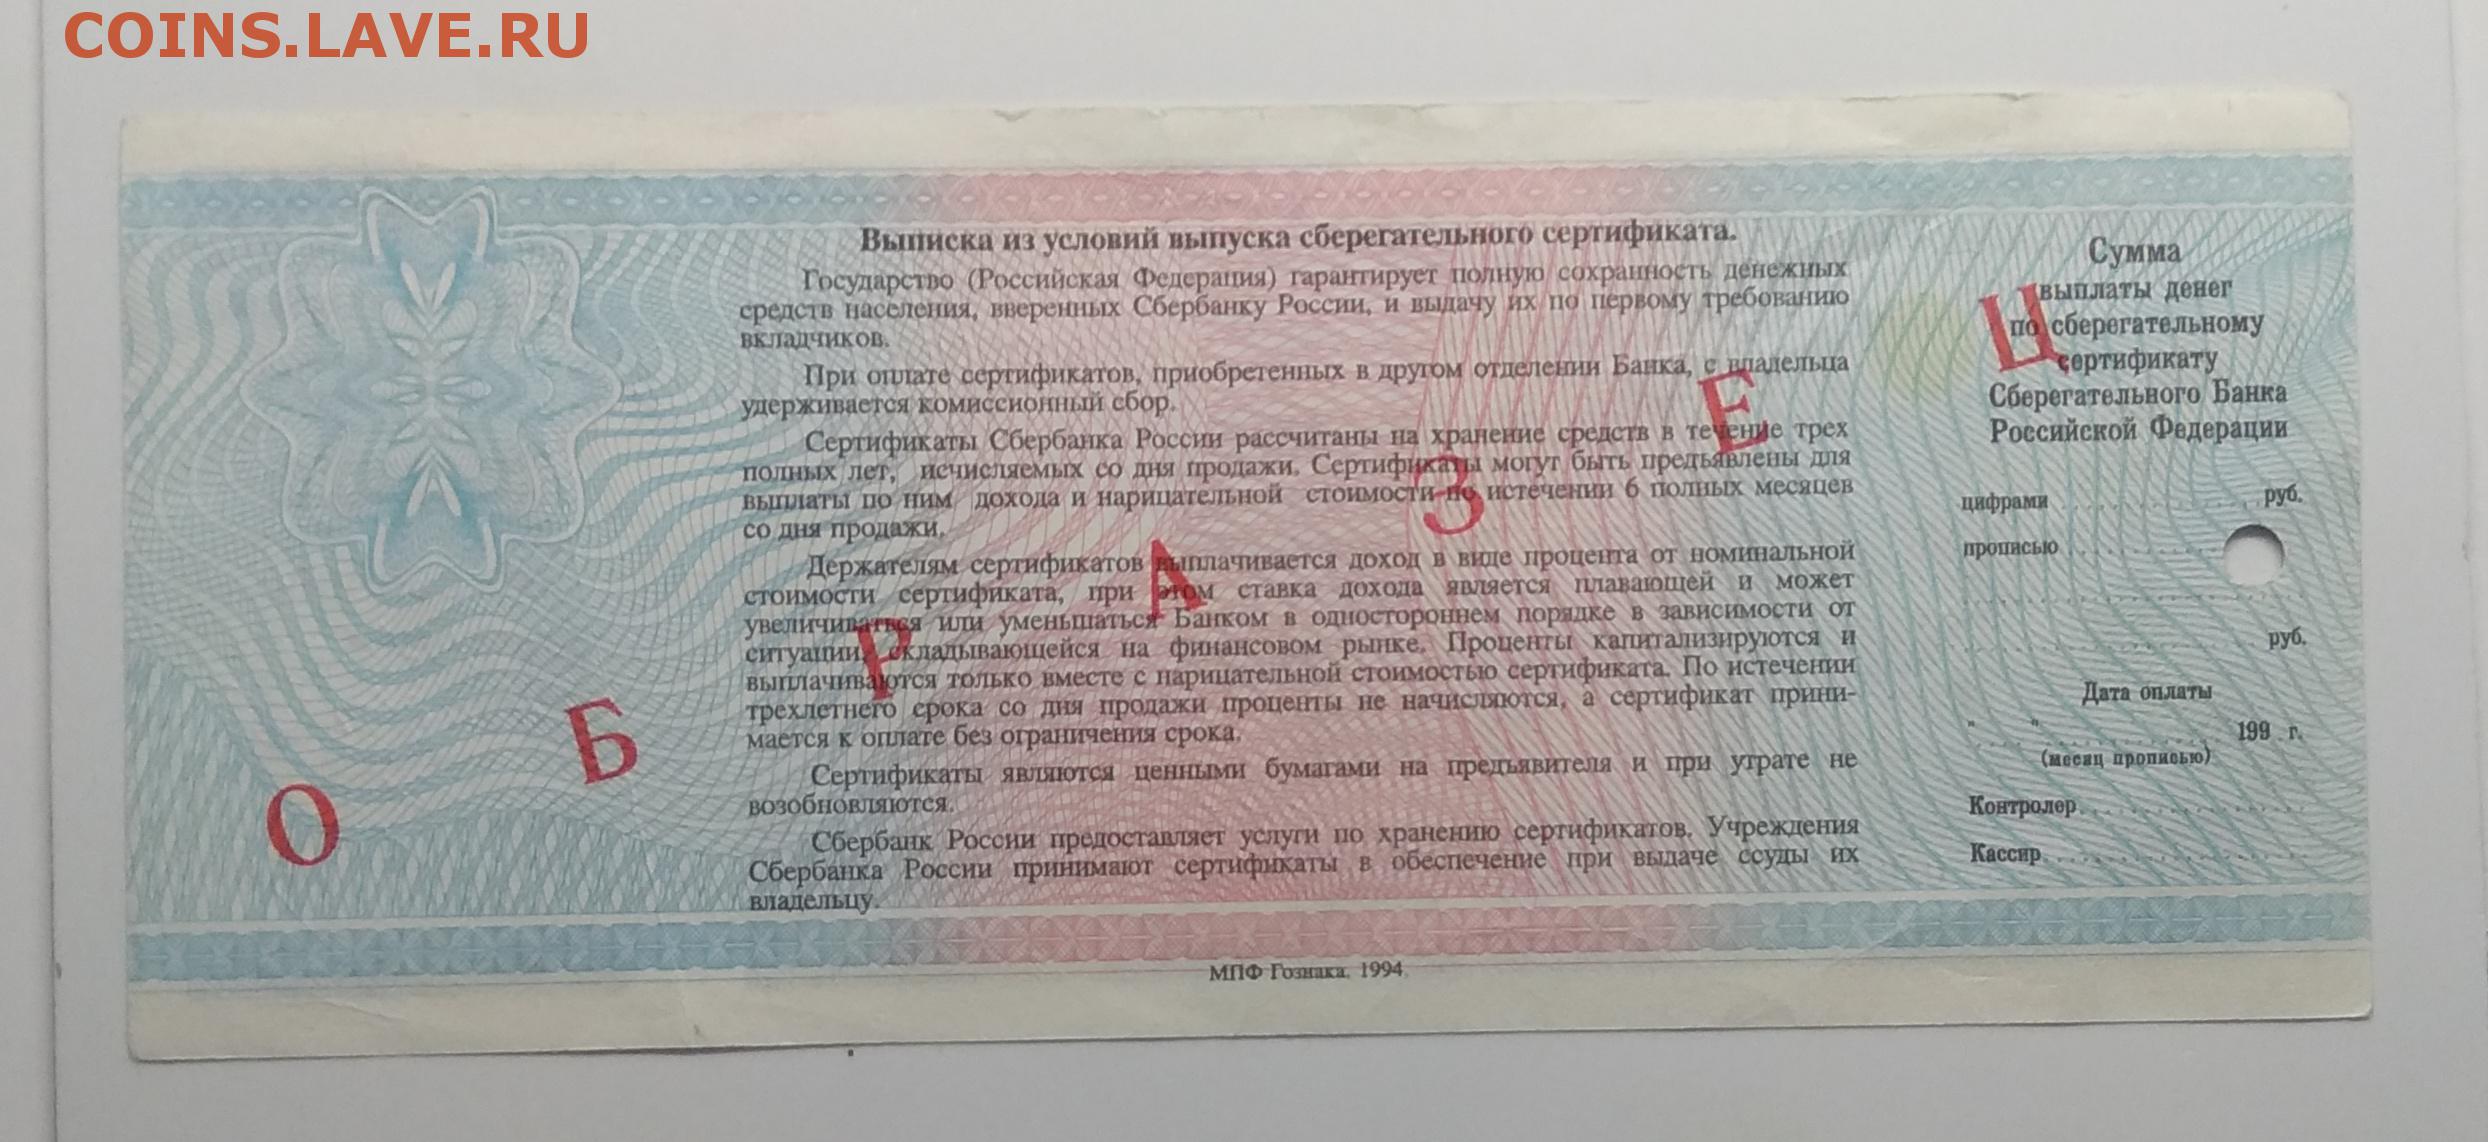 COINS.LAVE.RU
Выписка из условий выпуска сберегательного сертификата.
Государство (Российская Федерация) гарантирует полную сохранность денежных
средств населения, вверенных Сбербанку России, и выдачу их по первому требованию
вкладчиков.
При оплате сертификатов, приобретенных в другом отделении Банка, с владельца
удерживается комиссионный сбор.
Сертификаты Сбербанка России рассчитаны на хранение средств в течение трех
полных лет, исчисляемых со дня продажи. Сертификаты могут быть предъявлены для
выплаты по ним дохода и нарицательной стоимости по истечении 6 полных месяцев
со дня продажи.
Держателям сертификатов выплачивается доход в виде процента от номинальной
стоимости сертификата, при этом ставка дохода является плавающей и может
увеличиваться или уменьшаться Банком в одностороннем порядке в зависимости от
ситуации, складывающейся на финансовом рынке. Проценты капитализируются и
выплачиваются только вместе с нарицательной стоимостью сертификата. По истечении
трехлетнего срока со дня продажи проценты не начисляются, а сертификат прини-
мается к оплате без ограничения срока.
Сертификаты являются ценными бумагами на предъявителя и при утрате не
возобновляются.
Сбербанк России предоставляет услуги по хранению сертификатов. Учреждения
Сбербанка России принимают сертификаты в обеспечение при выдаче ссуды их
владельцу.
Сумма
выплаты денег
по сберегательному
сертификату
Сберегательного Банка
Российской Федерации
цифрами руб.
прописью
руб.
Дата оплаты
" " 199 г.
(месяц прописью)
Контролер
Кассир
ОБРАЗЕЦ
МПФ Гознака. 1994